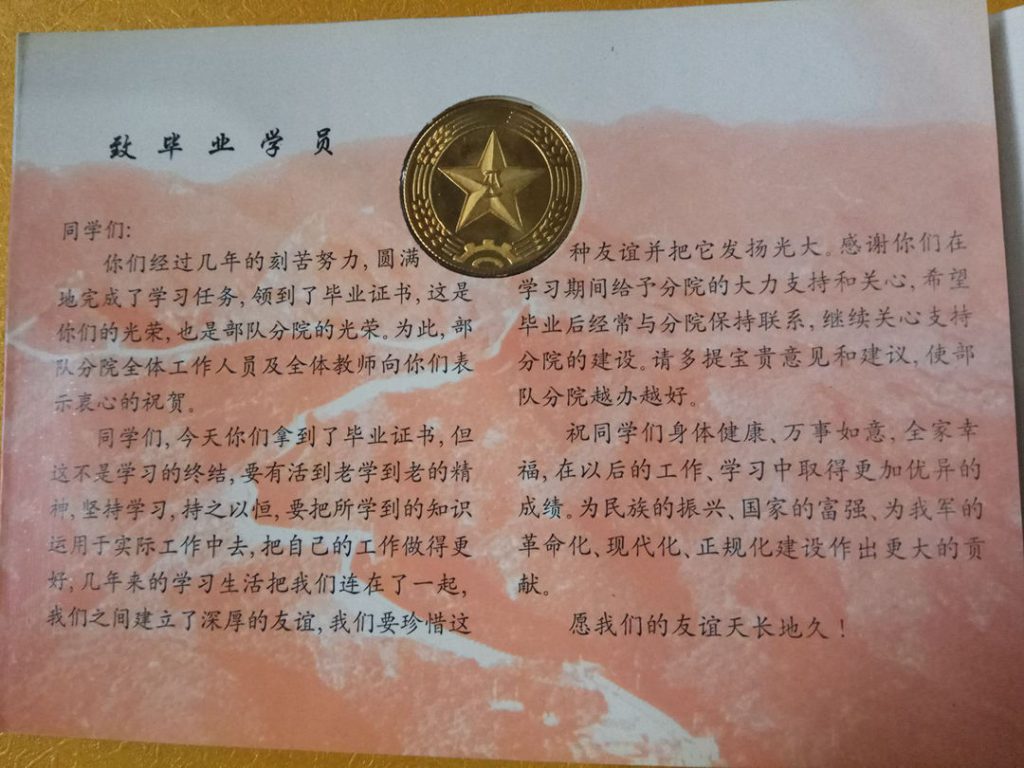 致毕业学员
同学们:
你们经过几年的刻苦努力,圆满
地完成了学习任务,领到了毕业证书,这是
你们的光荣,也是部队分院的光荣。为此,部
队分院全体工作人员及全体教师向你们表
示衷心的祝贺。
同学们,今天你们拿到了毕业证书,但
这不是学习的终结,要有活到老学到老的精
神,坚持学习,持之以恒,要把所学到的知识
运用于实际工作中去,把自己的工作做得更
好,几年来的学习生活把我们连在了一起,
我们之间建立了深厚的友谊,我们要珍惜这
种友谊并把它发扬光大。感谢你们在
学习期间给予分院的大力支持和关心,希望
毕业后经常与分院保持联系,继续关心支持
分院的建设。请多提宝贵意见和建议,使部
队分院越办越好。
祝同学们身体健康、万事如意,全家幸
福,在以后的工作、学习中取得更加优异的
成绩。为民族的振兴、国家的富强、为我军的
革命化、现代化、正规化建设作出更大的贡
献。
愿我们的友谊天长地久!
八一